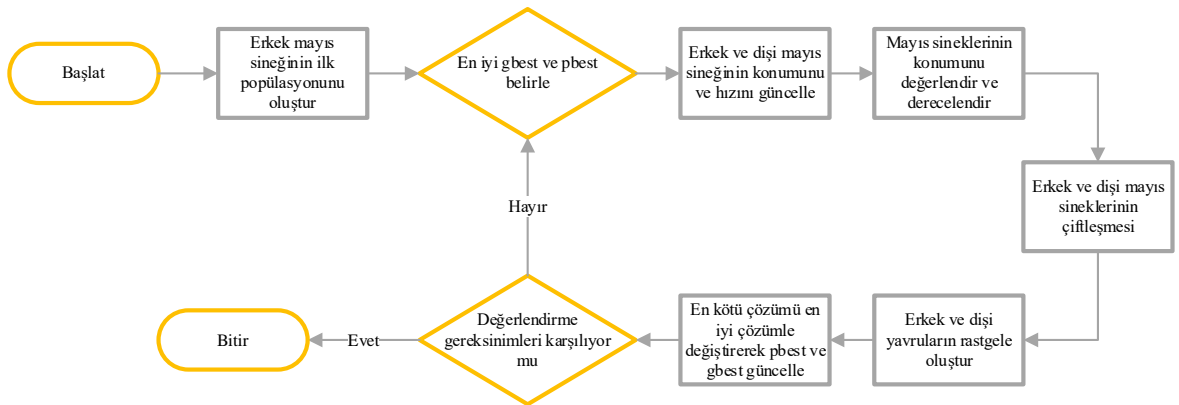 Başlat
Erkek mayıs
sineğinin ilk
popülasyonunu
oluştur
En iyi gbest ve pbest
belirle
Erkek ve dişi mayıs
sineğinin konumunu
ve hızını güncelle
Mayıs sineklerinin
konumunu
değerlendir ve
derecelendir
Erkek ve dişi mayıs
sineklerinin
çiftleşmesi
Erkek ve dişi
yavruların rastgele
oluştur
En kötü çözümü en
iyi çözümle
değiştirerek pbest ve
gbest güncelle
Değerlendirme
gereksinimleri karşılıyor
mu
Hayır
Evet
Bitir